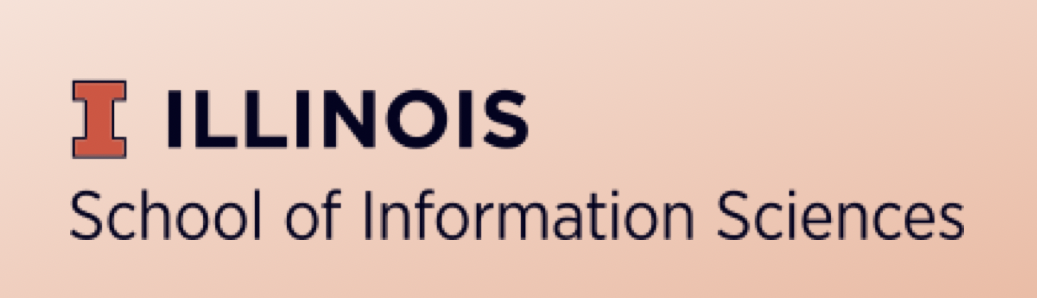 I ILLINOIS
School of Information Sciences